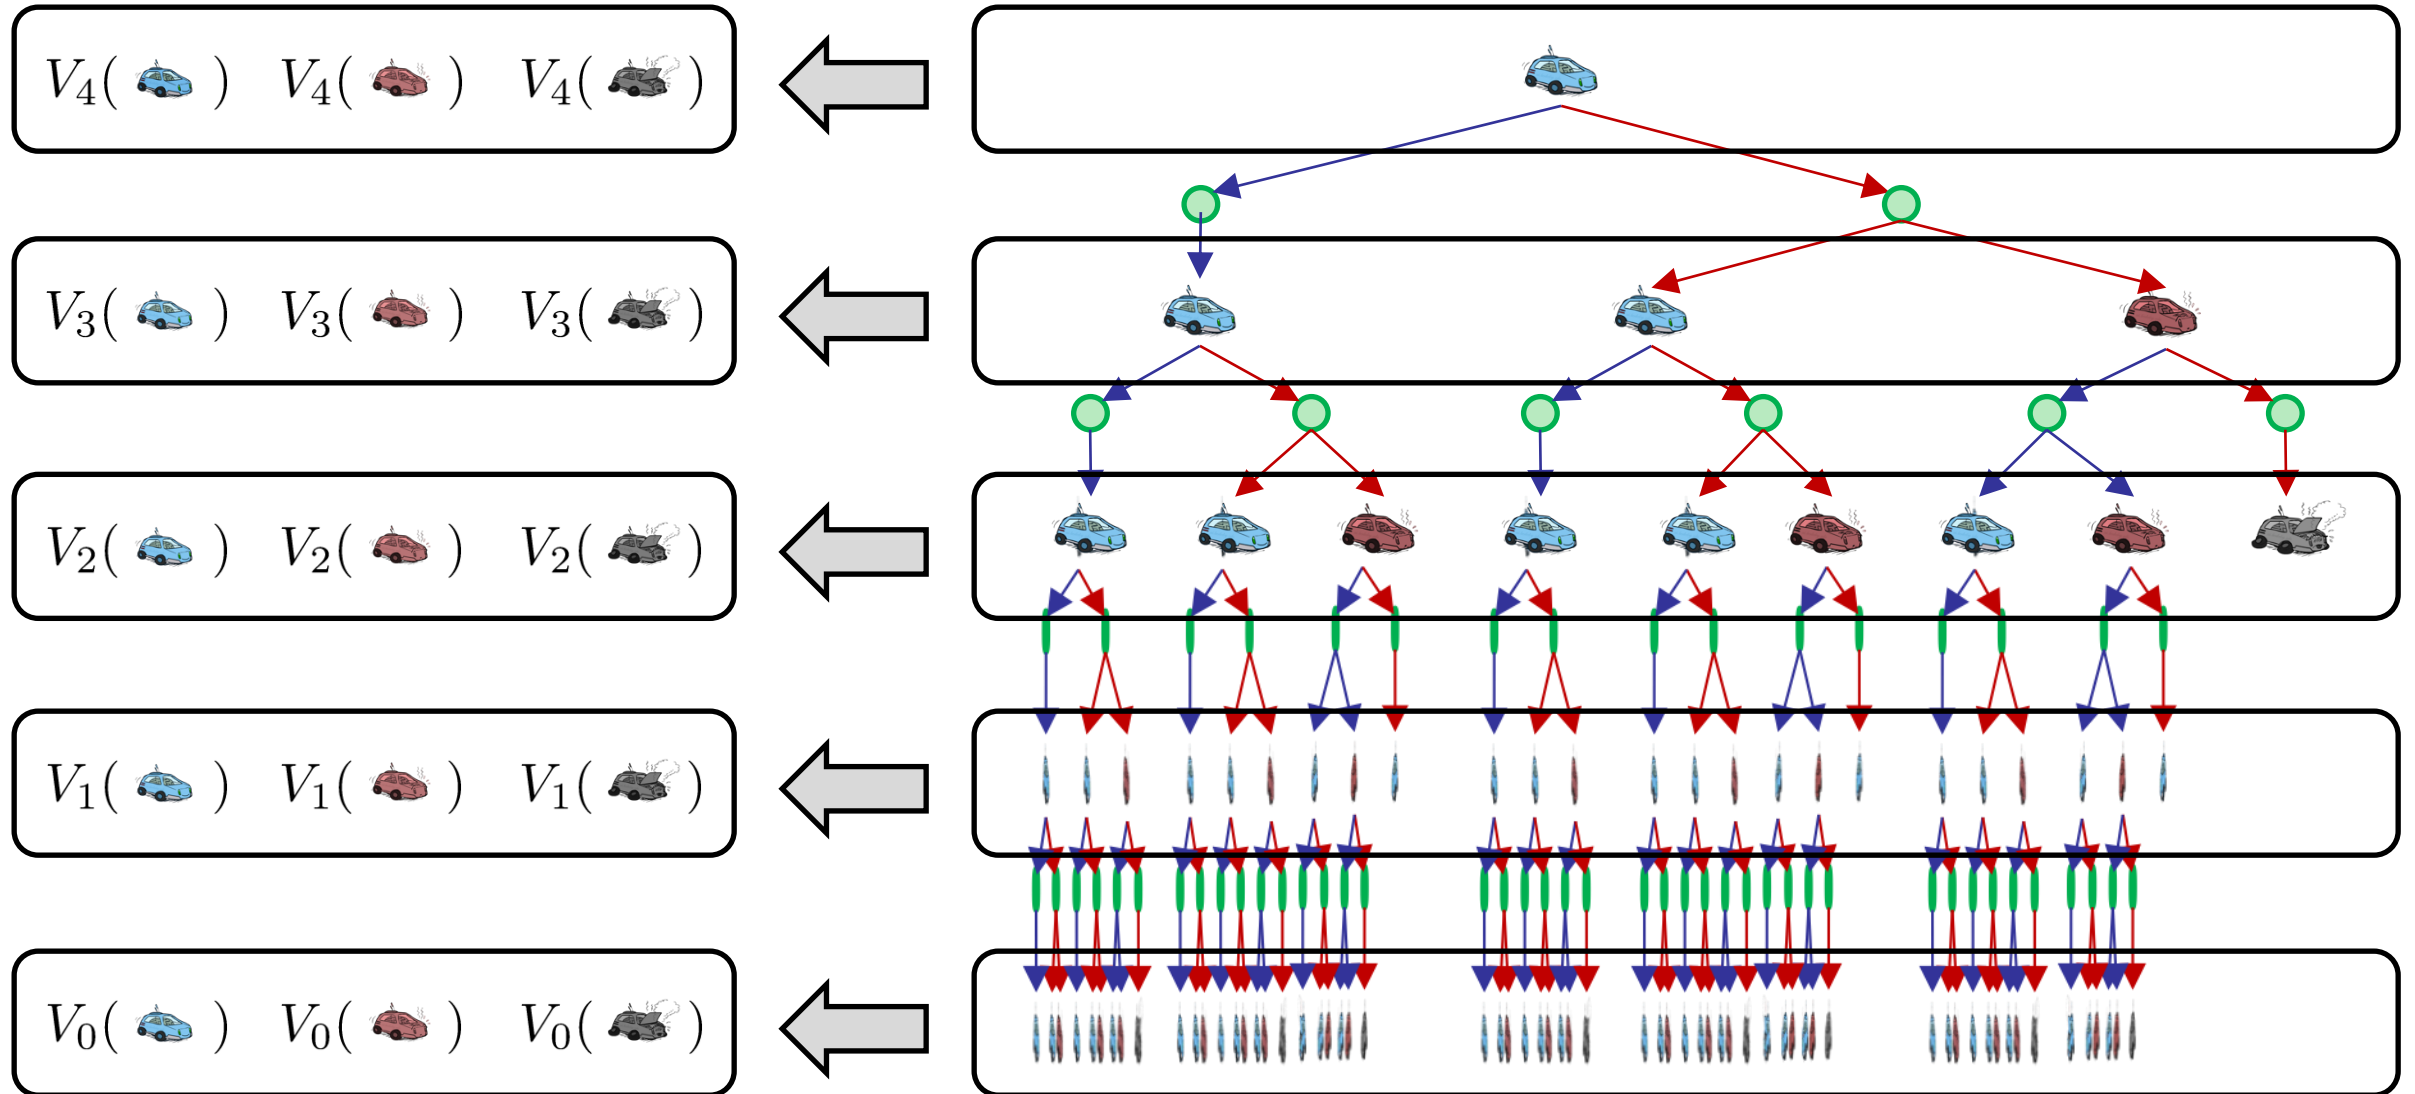 V₄( ) V₄( ) V₄( )
V₃( ) V₃( ) V₃( )
V₂( ) V₂( ) V₂( )
V₁( ) V₁( ) V₁( )
V₀( ) V₀( ) V₀( )